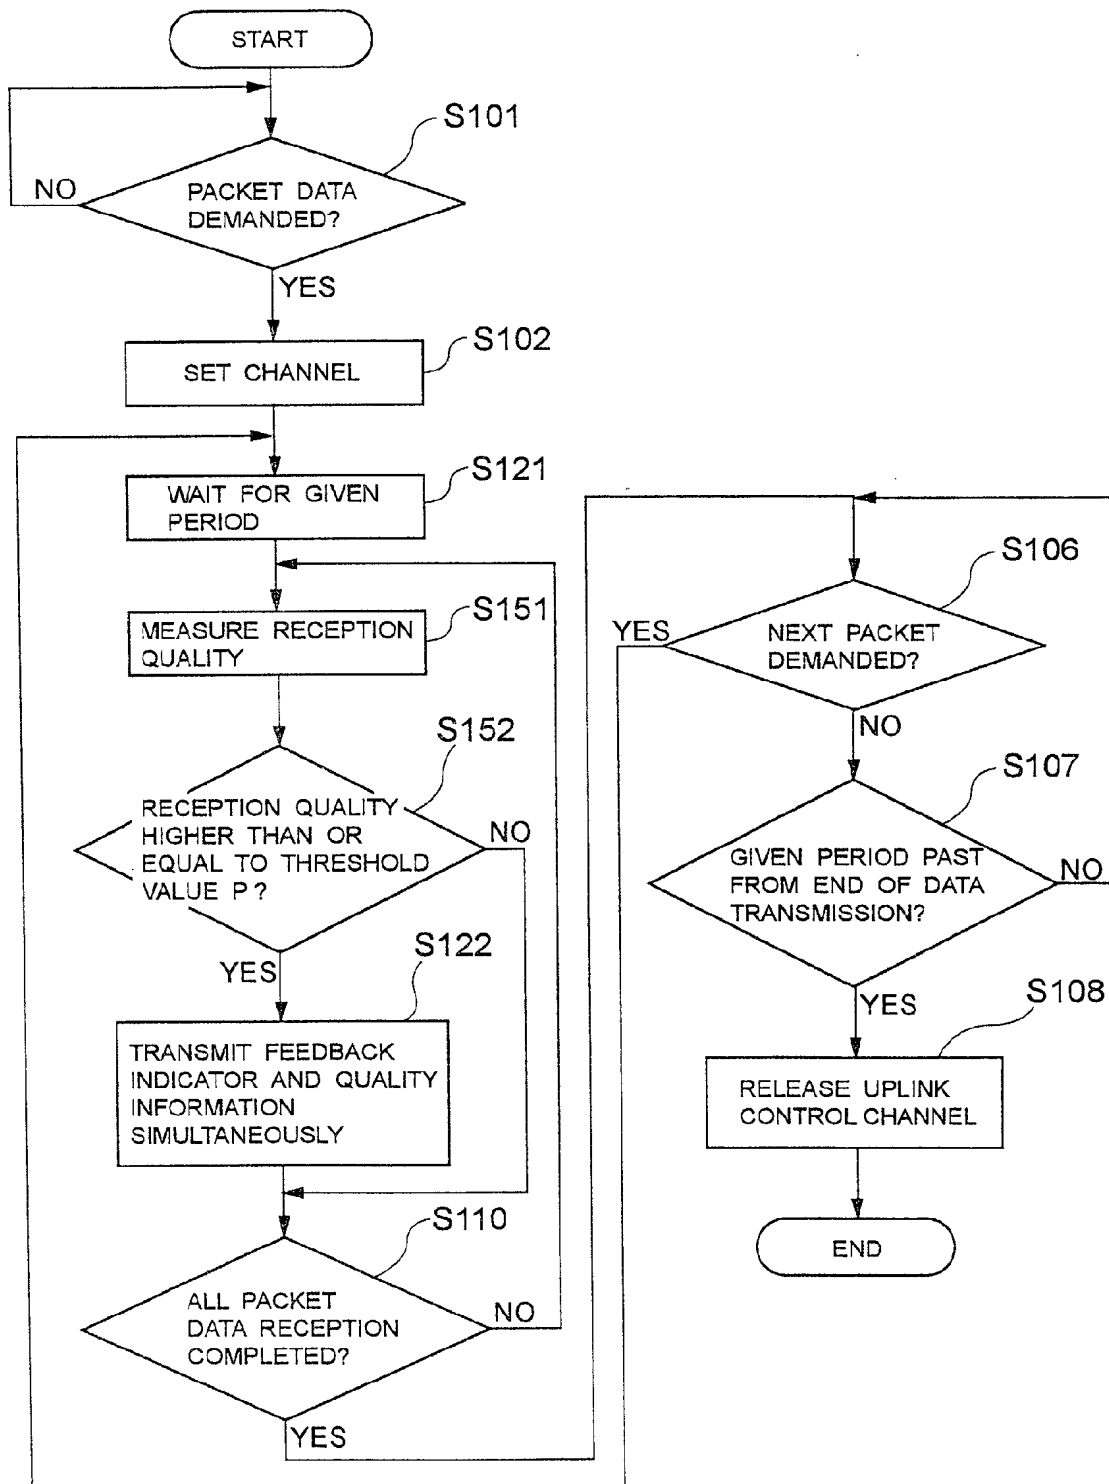 START
S101
NO
PACKET DATA
DEMANDED?
YES
S102
SET CHANNEL
S121
WAIT FOR GIVEN
PERIOD
S151
MEASURE RECEPTION
QUALITY
S152
RECEPTION QUALITY
HIGHER THAN OR
EQUAL TO THRESHOLD
VALUE P?
NO
YES
S122
TRANSMIT FEEDBACK
INDICATOR AND QUALITY
INFORMATION
SIMULTANEOUSLY
S110
ALL PACKET
DATA RECEPTION
COMPLETED?
NO
YES
S106
YES
NEXT PACKET
DEMANDED?
NO
S107
GIVEN PERIOD PAST
FROM END OF DATA
TRANSMISSION?
NO
YES
S108
RELEASE UPLINK
CONTROL CHANNEL
END